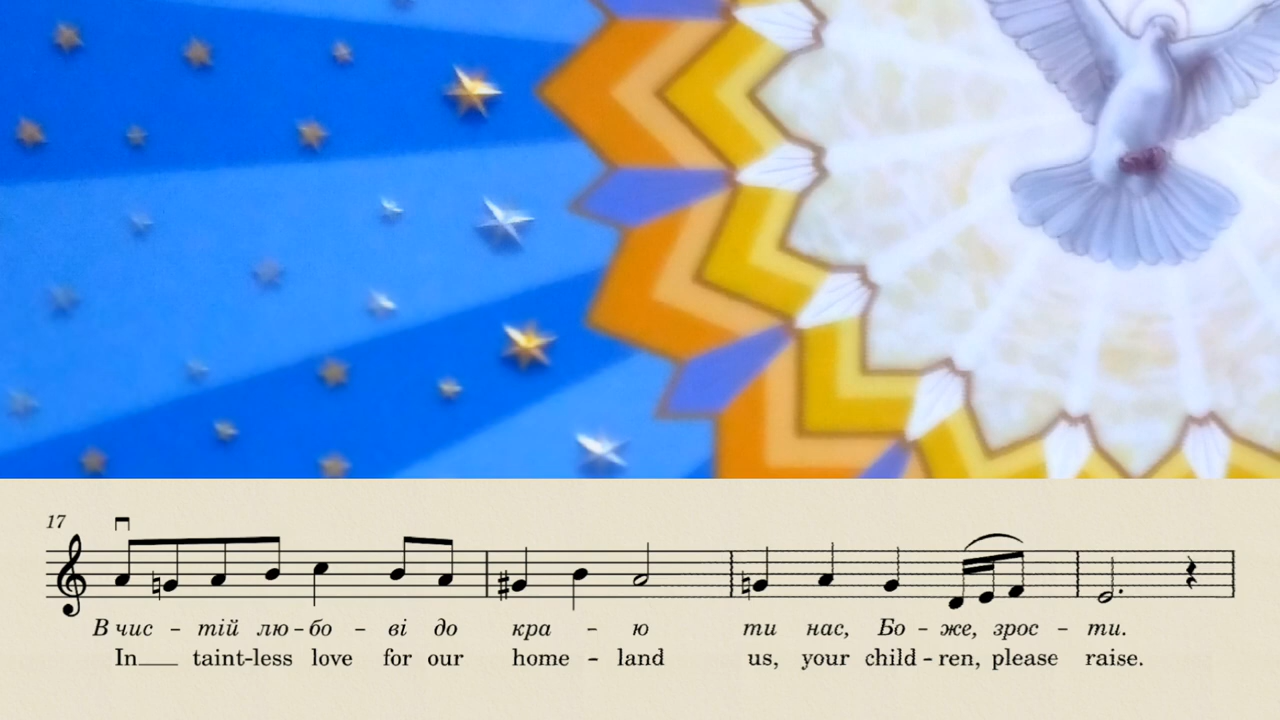 17
В чис – тій лю – бо – ві до кра – ю ти нас, Бо – же, зрос – ти.
In___ taint-less love for our home – land us, your child – ren, please raise.